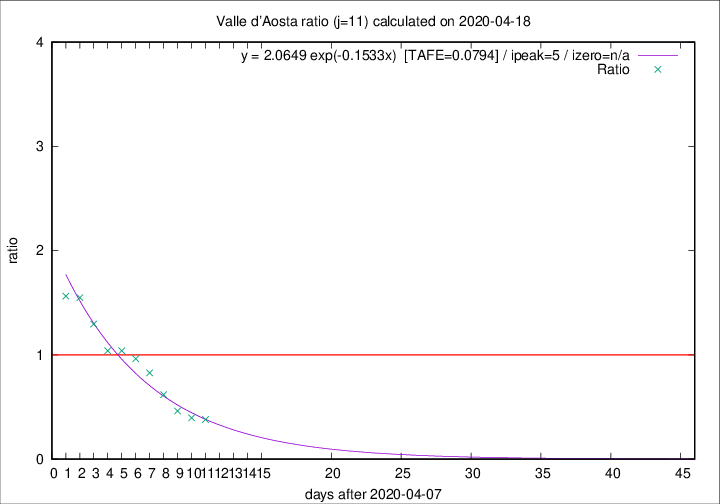 Valle d'Aosta ratio (j=11) calculated on 2020-04-18
y = 2.0649 exp(-0.1533x) [TAFE=0.0794] / ipeak=5 / izero=n/a
Ratio
4
3
2
1
0
ratio
0 1 2 3 4 5 6 7 8 9 10 11 12 13 14 15 20 25 30 35 40 45
days after 2020-04-07